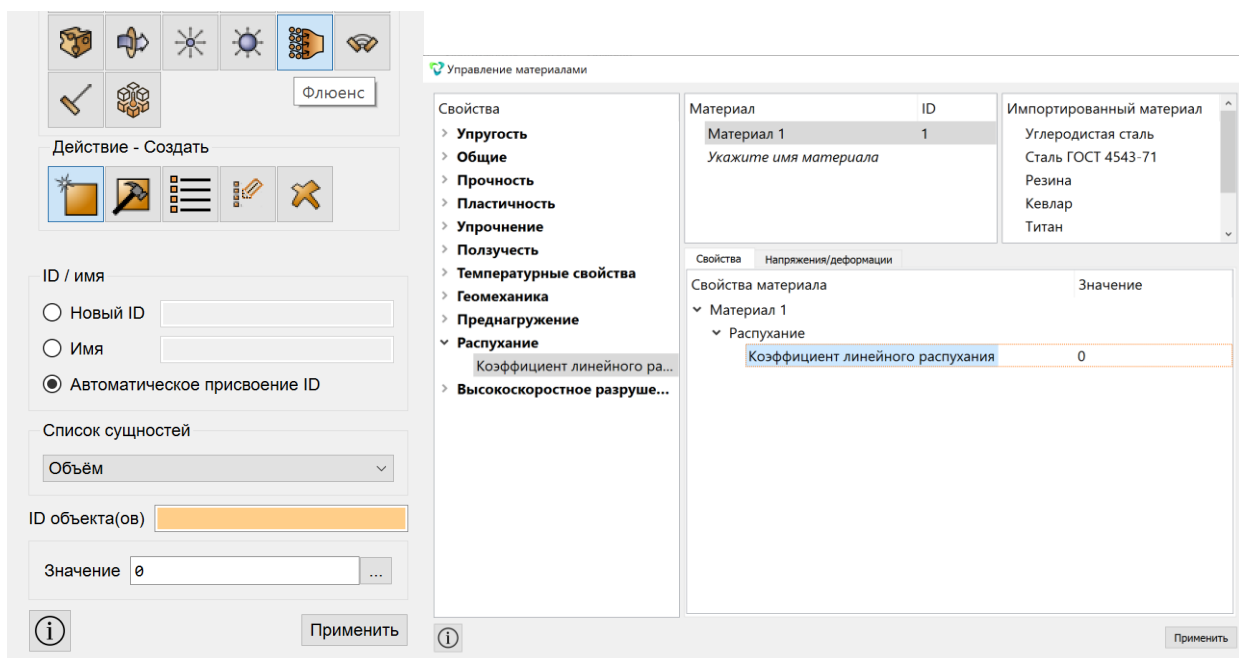 Флюенс
Действие - Создать
ID / имя
Новый ID
Имя
Автоматическое присвоение ID
Список сущностей
Объём
ID объекта(ов)
Значение 0 ...
Применить
Управление материалами
Свойства
Упругость
Общие
Прочность
Пластичность
Упрочнение
Ползучесть
Температурные свойства
Геомеханика
Преднагружение
Распухание
Коэффициент линейного ра...
Высокоскоростное разруше...
Материал ID
Материал 1 1
Укажите имя материала
Импортированный материал
Углеродистая сталь
Сталь ГОСТ 4543-71
Резина
Кевлар
Титан
Свойства Напряжения/деформации
Свойства материала Значение
Материал 1
Распухание
Коэффициент линейного распухания 0
Применить